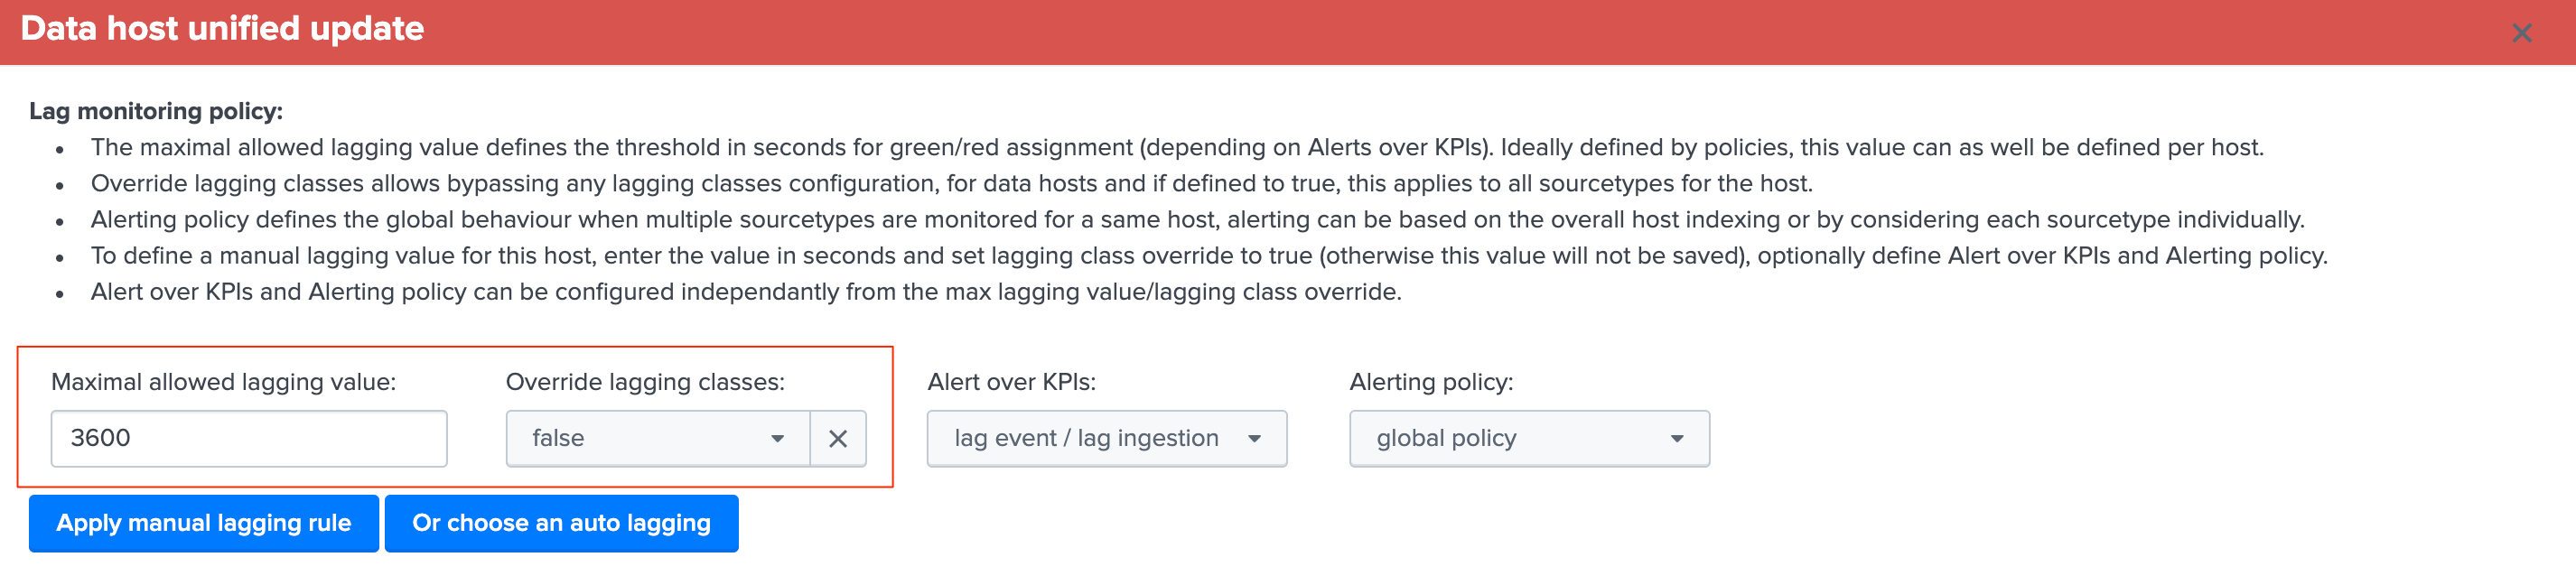 Data host unified update
Lag monitoring policy:
The maximal allowed lagging value defines the threshold in seconds for green/red assignment (depending on Alerts over KPIs). Ideally defined by policies, this value can as well be defined per host.
Override lagging classes allows bypassing any lagging classes configuration, for data hosts and if defined to true, this applies to all sourcetypes for the host.
Alerting policy defines the global behaviour when multiple sourcetypes are monitored for a same host, alerting can be based on the overall host indexing or by considering each sourcetype individually.
To define a manual lagging value for this host, enter the value in seconds and set lagging class override to true (otherwise this value will not be saved), optionally define Alert over KPIs and Alerting policy.
Alert over KPIs and Alerting policy can be configured independantly from the max lagging value/lagging class override.
Maximal allowed lagging value: Override lagging classes: Alert over KPIs: Alerting policy:
3600 false lag event / lag ingestion global policy
Apply manual lagging rule Or choose an auto lagging